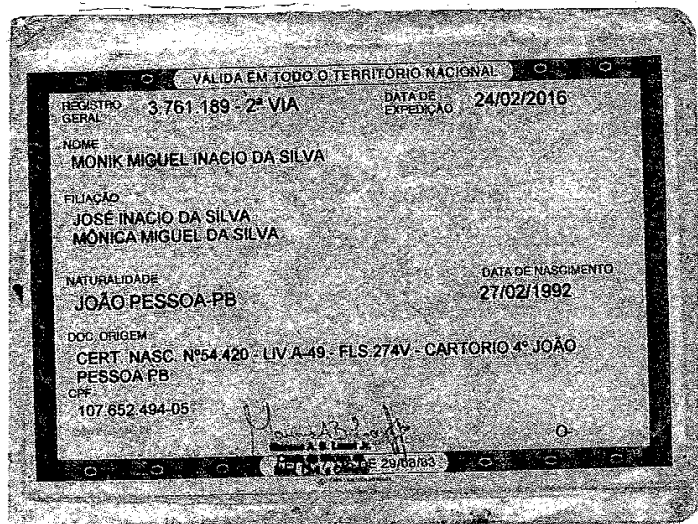 VÁLIDA EM TODO O TERRITÓRIO NACIONAL
REGISTRO GERAL 3.761.189 - 2ª VIA DATA DE EXPEDIÇÃO 24/02/2016
NOME
MONIK MIGUEL INACIO DA SILVA
FILIAÇÃO
JOSÉ INACIO DA SILVA
MÔNICA MIGUEL DA SILVA
NATURALIDADE DATA DE NASCIMENTO
JOÃO PESSOA-PB 27/02/1992
DOC. ORIGEM
CERT. NASC. Nº54.420 - LIV.A-49 - FLS.274V - CARTORIO 4º JOÃO
PESSOA-PB
CPF
107.652.494-05
O-
DE 29/08/83